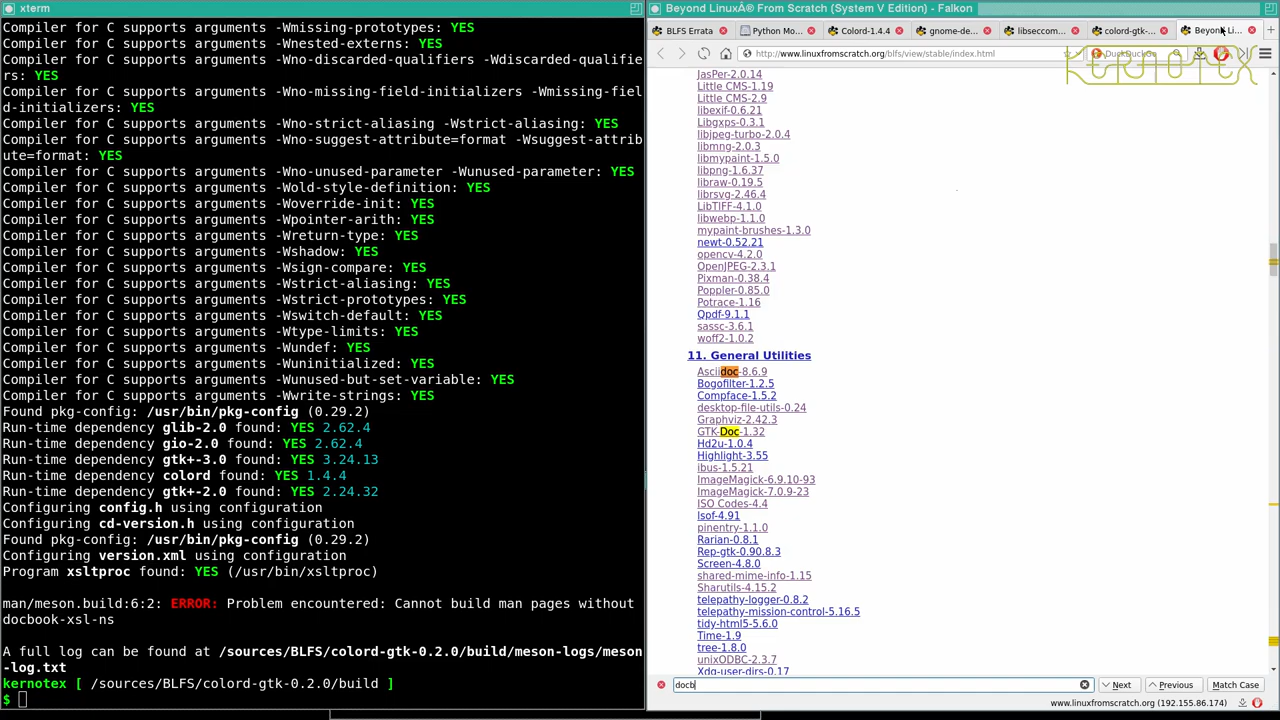 xterm
Compiler for C supports arguments -Wmissing-prototypes: YES
Compiler for C supports arguments -Wnested-externs: YES
Compiler for C supports arguments -Wno-discarded-qualifiers -Wdiscarded-qualifie
rs: YES
Compiler for C supports arguments -Wno-missing-field-initializers -Wmissing-fiel
d-initializers: YES
Compiler for C supports arguments -Wno-strict-aliasing -Wstrict-aliasing: YES
Compiler for C supports arguments -Wno-suggest-attribute=format -Wsuggest-attrib
ute=format: YES
Compiler for C supports arguments -Wno-unused-parameter -Wunused-parameter: YES
Compiler for C supports arguments -Wold-style-definition: YES
Compiler for C supports arguments -Woverride-init: YES
Compiler for C supports arguments -Wpointer-arith: YES
Compiler for C supports arguments -Wreturn-type: YES
Compiler for C supports arguments -Wshadow: YES
Compiler for C supports arguments -Wsign-compare: YES
Compiler for C supports arguments -Wstrict-aliasing: YES
Compiler for C supports arguments -Wstrict-prototypes: YES
Compiler for C supports arguments -Wswitch-default: YES
Compiler for C supports arguments -Wtype-limits: YES
Compiler for C supports arguments -Wundef: YES
Compiler for C supports arguments -Wuninitialized: YES
Compiler for C supports arguments -Wunused-but-set-variable: YES
Compiler for C supports arguments -Wwrite-strings: YES
Found pkg-config: /usr/bin/pkg-config (0.29.2)
Run-time dependency glib-2.0 found: YES 2.62.4
Run-time dependency gio-2.0 found: YES 2.62.4
Run-time dependency gtk+-3.0 found: YES 3.24.13
Run-time dependency colord found: YES 1.4.4
Run-time dependency gtk+-2.0 found: YES 2.24.32
Configuring config.h using configuration
Configuring cd-version.h using configuration
Found pkg-config: /usr/bin/pkg-config (0.29.2)
Configuring version.xml using configuration
Program xsltproc found: YES (/usr/bin/xsltproc)
man/meson.build:6:2: ERROR: Problem encountered: Cannot build man pages without
docbook-xsl-ns
A full log can be found at /sources/BLFS/colord-gtk-0.2.0/build/meson-logs/meson
-log.txt
kernotex [ /sources/BLFS/colord-gtk-0.2.0/build ]
$
Beyond LinuxÂ® From Scratch (System V Edition) - Falkon
BLFS Errata
Python Mo...
Colord-1.4.4
gnome-de...
libseccom...
colord-gtk-...
Beyond Li...
http://www.linuxfromscratch.org/blfs/view/stable/index.html
DuckDuckGo
KERNOTEX
JasPer-2.0.14
Little CMS-1.19
Little CMS-2.9
libexif-0.6.21
Libgxps-0.3.1
libjpeg-turbo-2.0.4
libmng-2.0.3
libmypaint-1.5.0
libpng-1.6.37
libraw-0.19.5
librsvg-2.46.4
LibTIFF-4.1.0
libwebp-1.1.0
mypaint-brushes-1.3.0
newt-0.52.21
opencv-4.2.0
OpenJPEG-2.3.1
Pixman-0.38.4
Poppler-0.85.0
Potrace-1.16
Qpdf-9.1.1
sassc-3.6.1
woff2-1.0.2
11. General Utilities
Asciidoc-8.6.9
Bogofilter-1.2.5
Compface-1.5.2
desktop-file-utils-0.24
Graphviz-2.42.3
GTK-Doc-1.32
Hd2u-1.0.4
Highlight-3.55
ibus-1.5.21
ImageMagick-6.9.10-93
ImageMagick-7.0.9-23
ISO Codes-4.4
lsof-4.91
pinentry-1.1.0
Rarian-0.8.1
Rep-gtk-0.90.8.3
Screen-4.8.0
shared-mime-info-1.15
Sharutils-4.15.2
telepathy-logger-0.8.2
telepathy-mission-control-5.16.5
tidy-html5-5.6.0
Time-1.9
tree-1.8.0
unixODBC-2.3.7
Xdg-user-dirs-0.17
docb
Next
Previous
Match Case
www.linuxfromscratch.org (192.155.86.174)